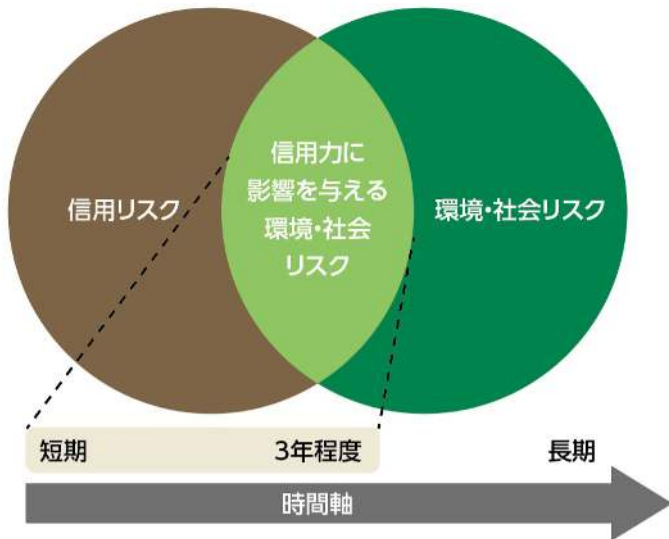 信用リスク
信用力に
影響を与える
環境・社会
リスク
環境・社会リスク
短期
3年程度
長期
時間軸